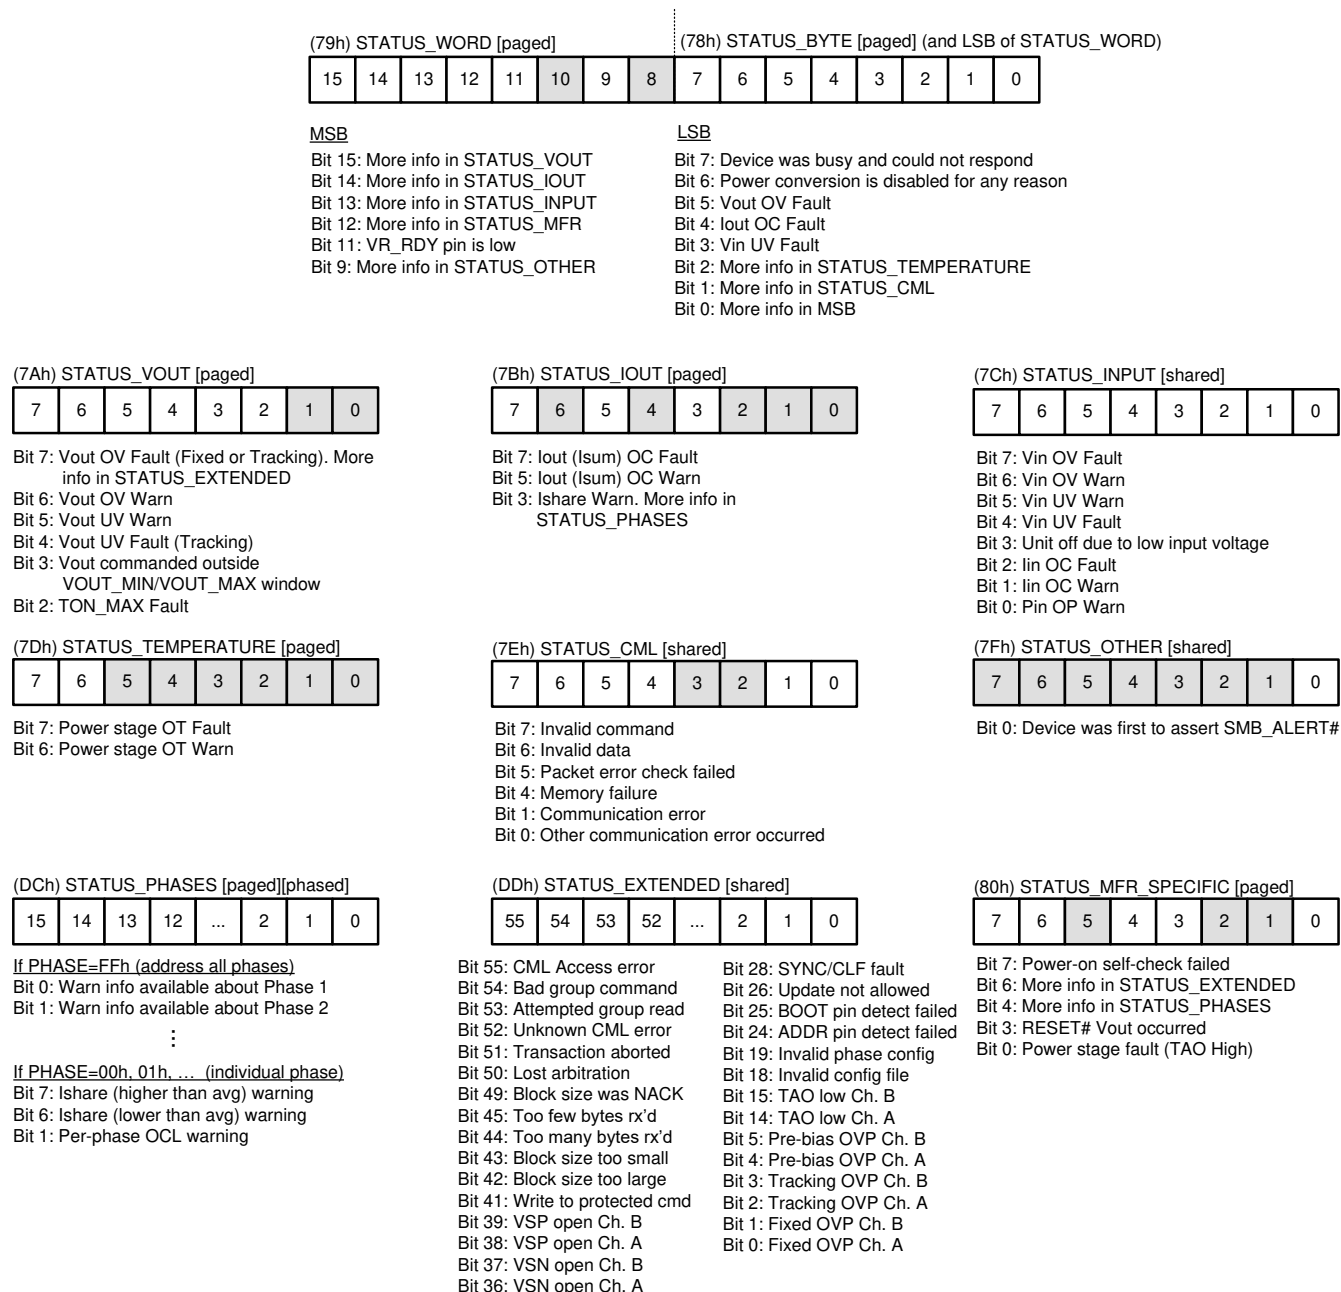 (79h) STATUS_WORD [paged]
(78h) STATUS_BYTE [paged] (and LSB of STATUS_WORD)
15 14 13 12 11 10 9 8 7 6 5 4 3 2 1 0
MSB
Bit 15: More info in STATUS_VOUT
Bit 14: More info in STATUS_IOUT
Bit 13: More info in STATUS_INPUT
Bit 12: More info in STATUS_MFR
Bit 11: VR_RDY pin is low
Bit 9: More info in STATUS_OTHER
LSB
Bit 7: Device was busy and could not respond
Bit 6: Power conversion is disabled for any reason
Bit 5: Vout OV Fault
Bit 4: Iout OC Fault
Bit 3: Vin UV Fault
Bit 2: More info in STATUS_TEMPERATURE
Bit 1: More info in STATUS_CML
Bit 0: More info in MSB
(7Ah) STATUS_VOUT [paged]
7 6 5 4 3 2 1 0
Bit 7: Vout OV Fault (Fixed or Tracking). More
info in STATUS_EXTENDED
Bit 6: Vout OV Warn
Bit 5: Vout UV Warn
Bit 4: Vout UV Fault (Tracking)
Bit 3: Vout commanded outside
VOUT_MIN/VOUT_MAX window
Bit 2: TON_MAX Fault
(7Bh) STATUS_IOUT [paged]
7 6 5 4 3 2 1 0
Bit 7: Iout (Isum) OC Fault
Bit 5: Iout (Isum) OC Warn
Bit 3: Ishare Warn. More info in
STATUS_PHASES
(7Ch) STATUS_INPUT [shared]
7 6 5 4 3 2 1 0
Bit 7: Vin OV Fault
Bit 6: Vin OV Warn
Bit 5: Vin UV Warn
Bit 4: Vin UV Fault
Bit 3: Unit off due to low input voltage
Bit 2: Iin OC Fault
Bit 1: Iin OC Warn
Bit 0: Pin OP Warn
(7Dh) STATUS_TEMPERATURE [paged]
7 6 5 4 3 2 1 0
Bit 7: Power stage OT Fault
Bit 6: Power stage OT Warn
(7Eh) STATUS_CML [shared]
7 6 5 4 3 2 1 0
Bit 7: Invalid command
Bit 6: Invalid data
Bit 5: Packet error check failed
Bit 4: Memory failure
Bit 1: Communication error
Bit 0: Other communication error occurred
(7Fh) STATUS_OTHER [shared]
7 6 5 4 3 2 1 0
Bit 0: Device was first to assert SMB_ALERT#
(DCh) STATUS_PHASES [paged][phased]
15 14 13 12 ... 2 1 0
If PHASE=FFh (address all phases)
Bit 0: Warn info available about Phase 1
Bit 1: Warn info available about Phase 2
⋮
If PHASE=00h, 01h, … (individual phase)
Bit 7: Ishare (higher than avg) warning
Bit 6: Ishare (lower than avg) warning
Bit 1: Per-phase OCL warning
(DDh) STATUS_EXTENDED [shared]
55 54 53 52 ... 2 1 0
Bit 55: CML Access error
Bit 54: Bad group command
Bit 53: Attempted group read
Bit 52: Unknown CML error
Bit 51: Transaction aborted
Bit 50: Lost arbitration
Bit 49: Block size was NACK
Bit 45: Too few bytes rx'd
Bit 44: Too many bytes rx'd
Bit 43: Block size too small
Bit 42: Block size too large
Bit 41: Write to protected cmd
Bit 39: VSP open Ch. B
Bit 38: VSP open Ch. A
Bit 37: VSN open Ch. B
Bit 36: VSN open Ch. A
Bit 28: SYNC/CLF fault
Bit 26: Update not allowed
Bit 25: BOOT pin detect failed
Bit 24: ADDR pin detect failed
Bit 19: Invalid phase config
Bit 18: Invalid config file
Bit 15: TAO low Ch. B
Bit 14: TAO low Ch. A
Bit 5: Pre-bias OVP Ch. B
Bit 4: Pre-bias OVP Ch. A
Bit 3: Tracking OVP Ch. B
Bit 2: Tracking OVP Ch. A
Bit 1: Fixed OVP Ch. B
Bit 0: Fixed OVP Ch. A
(80h) STATUS_MFR_SPECIFIC [paged]
7 6 5 4 3 2 1 0
Bit 7: Power-on self-check failed
Bit 6: More info in STATUS_EXTENDED
Bit 4: More info in STATUS_PHASES
Bit 3: RESET# Vout occurred
Bit 0: Power stage fault (TAO High)